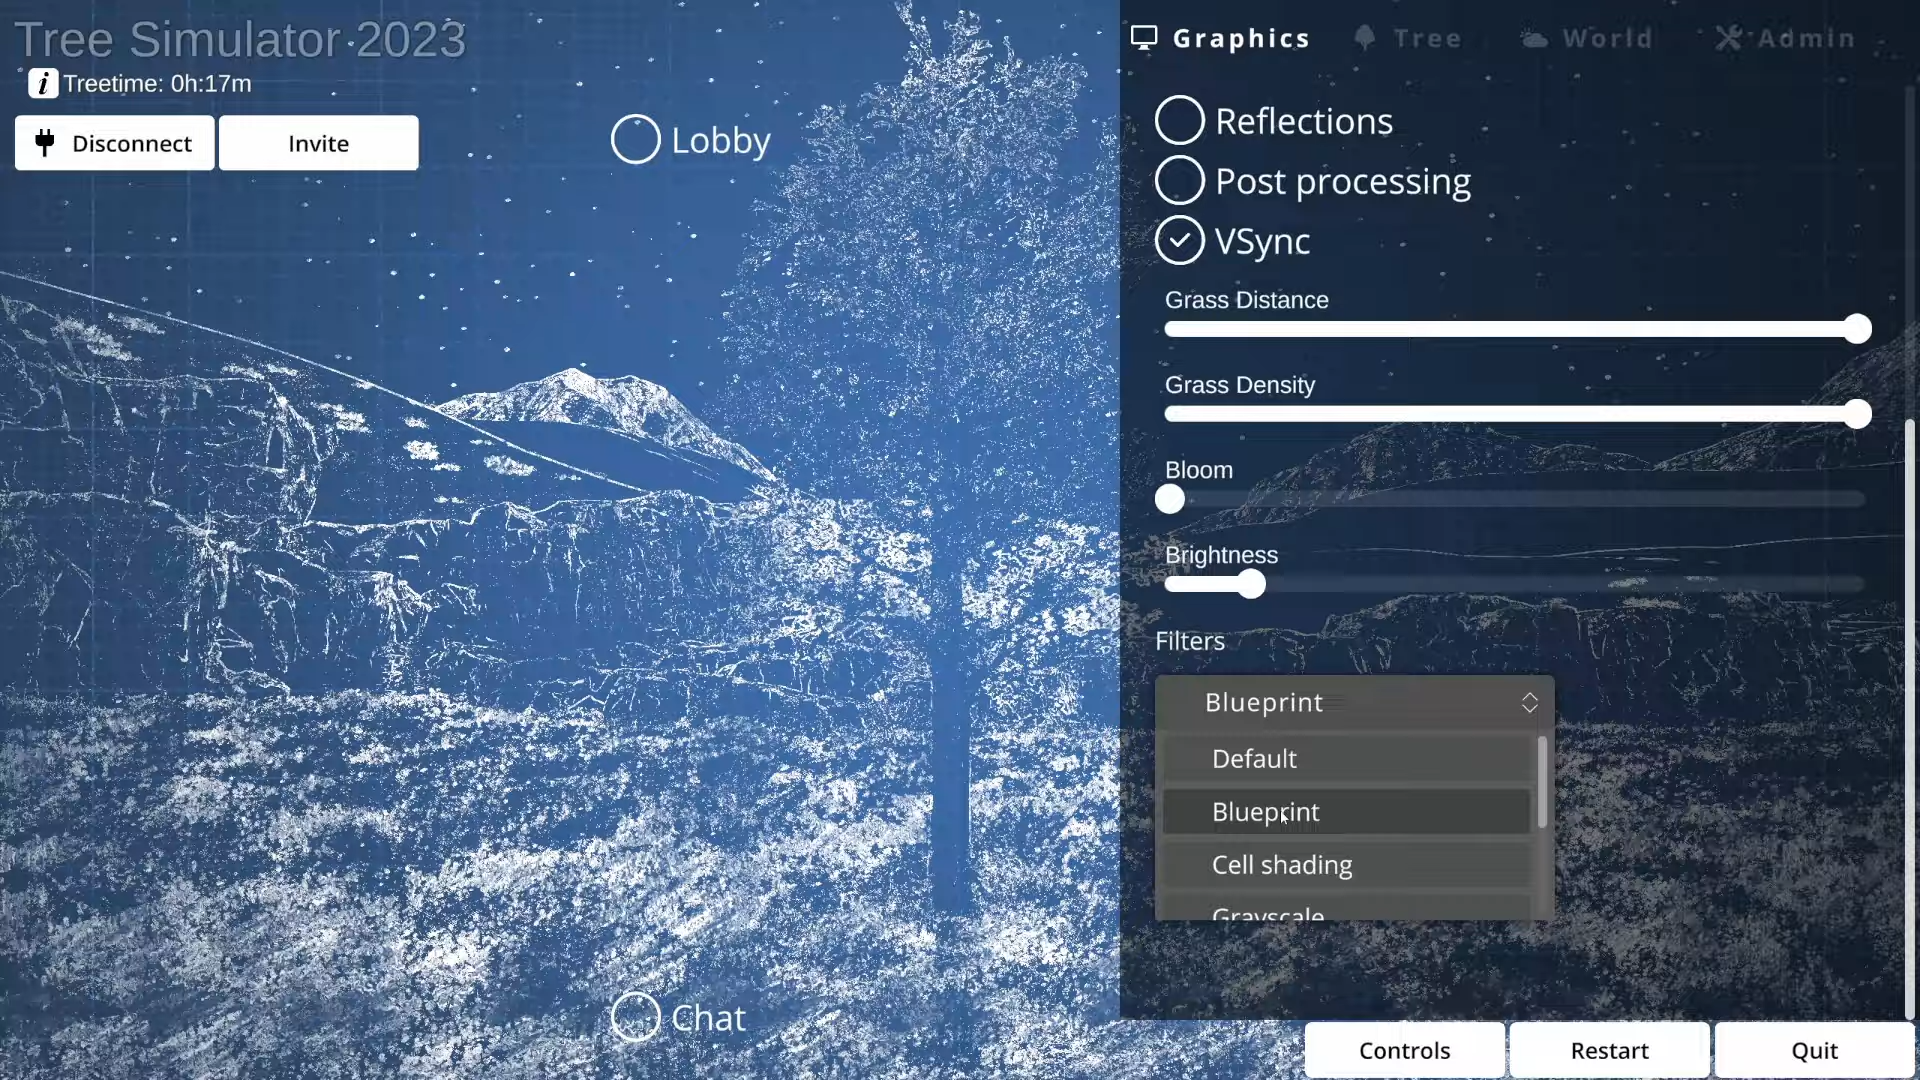 Tree Simulator 2023
i Treetime: 0h:17m
Disconnect
Invite
Lobby
Chat
Graphics
Tree
World
Admin
Reflections
Post processing
VSync
Grass Distance
Grass Density
Bloom
Brightness
Filters
Blueprint
Default
Blueprint
Cell shading
Grayscale
Controls
Restart
Quit